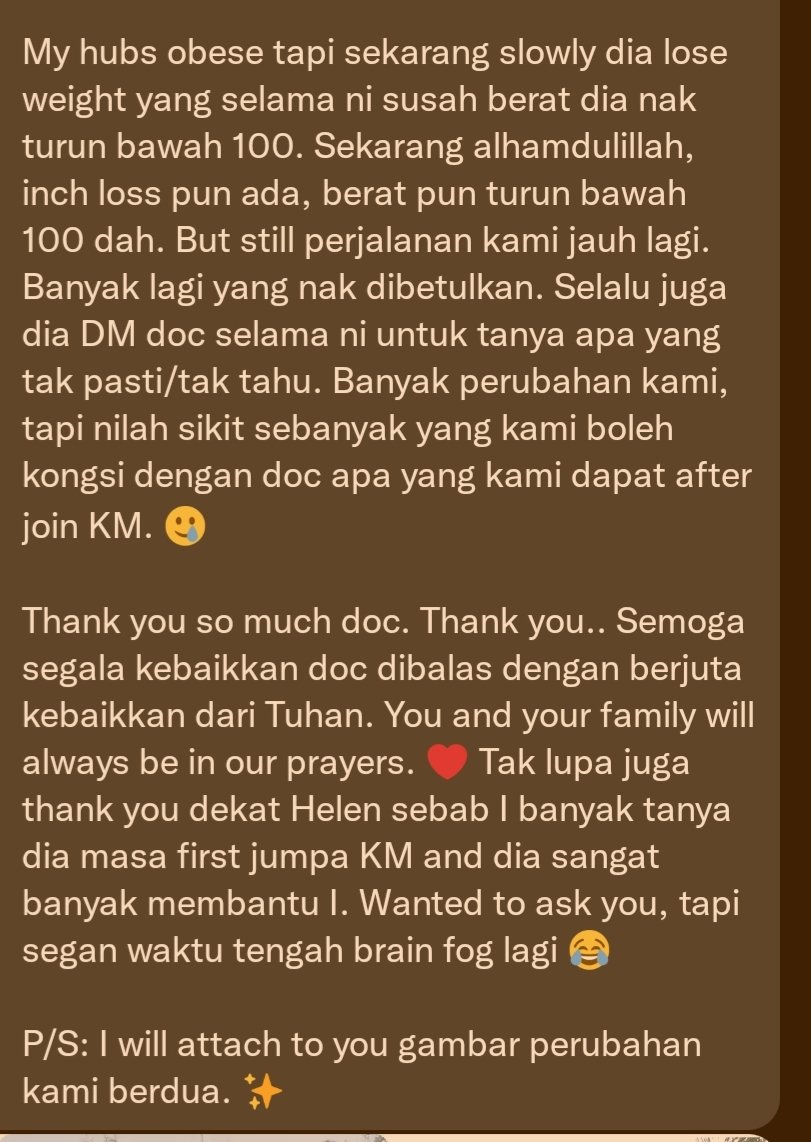 My hubs obese tapi sekarang slowly dia lose
weight yang selama ni susah berat dia nak
turun bawah 100. Sekarang alhamdulillah,
inch loss pun ada, berat pun turun bawah
100 dah. But still perjalanan kami jauh lagi.
Banyak lagi yang nak dibetulkan. Selalu juga
dia DM doc selama ni untuk tanya apa yang
tak pasti/tak tahu. Banyak perubahan kami,
tapi nilah sikit sebanyak yang kami boleh
kongsi dengan doc apa yang kami dapat after
join KM. 🥲
Thank you so much doc. Thank you.. Semoga
segala kebaikkan doc dibalas dengan berjuta
kebaikkan dari Tuhan. You and your family will
always be in our prayers. ❤️ Tak lupa juga
thank you dekat Helen sebab I banyak tanya
dia masa first jumpa KM and dia sangat
banyak membantu I. Wanted to ask you, tapi
segan waktu tengah brain fog lagi 😂
P/S: I will attach to you gambar perubahan
kami berdua. ✨